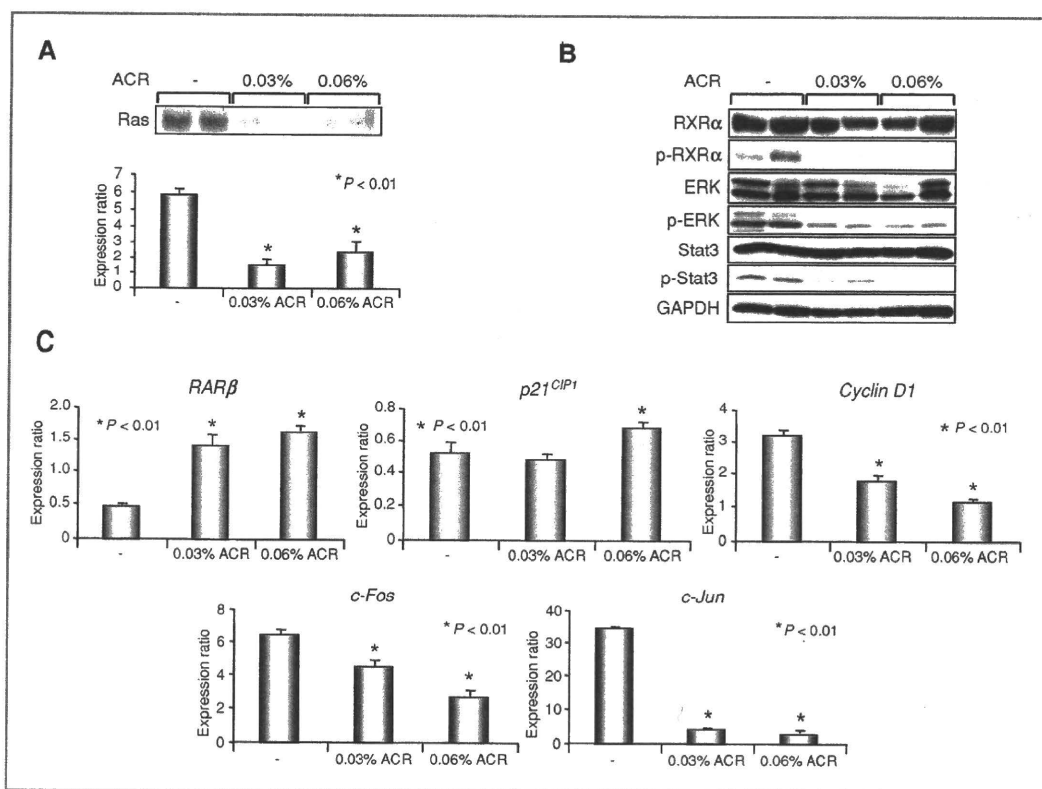 A
ACR - 0.03% 0.06%
Ras
* P < 0.01
Expression ratio
7
6
5
4
3
2
1
0
- 0.03% ACR 0.06% ACR
B
ACR - 0.03% 0.06%
RXRα
p-RXRα
ERK
p-ERK
Stat3
p-Stat3
GAPDH
C
RARβ
* P < 0.01
Expression ratio
2.0
1.5
1.0
0.5
0
* *
- 0.03% ACR 0.06% ACR
p21CIP1
* P < 0.01
Expression ratio
0.8
0.6
0.4
0.2
0
*
- 0.03% ACR 0.06% ACR
Cyclin D1
* P < 0.01
Expression ratio
4
3
2
1
0
* *
- 0.03% ACR 0.06% ACR
c-Fos
* P < 0.01
Expression ratio
8
6
4
2
0
* *
- 0.03% ACR 0.06% ACR
c-Jun
* P < 0.01
Expression ratio
40
30
20
10
0
* *
- 0.03% ACR 0.06% ACR